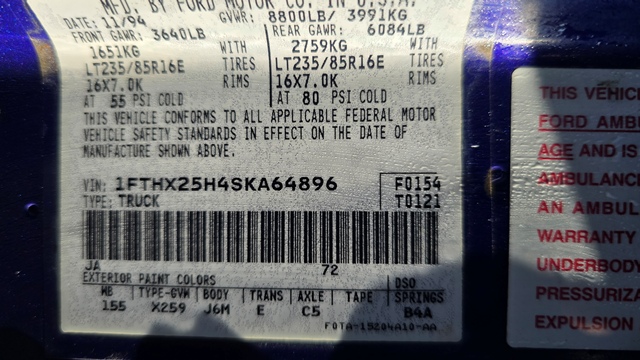 MFD. BY FORD MOTOR CO. IN U.S.A.
DATE: 11/94 GVWR: 8800LB/ 3991KG
FRONT GAWR: 3640LB REAR GAWR: 6084LB
1651KG WITH 2759KG WITH
LT235/85R16E TIRES LT235/85R16E TIRES
16X7.0K RIMS 16X7.0K RIMS
AT 55 PSI COLD AT 80 PSI COLD
THIS VEHICLE CONFORMS TO ALL APPLICABLE FEDERAL MOTOR
VEHICLE SAFETY STANDARDS IN EFFECT ON THE DATE OF
MANUFACTURE SHOWN ABOVE.
VIN: 1FTHX25H4SKA64896 F0154
TYPE: TRUCK T0121
JA 72
EXTERIOR PAINT COLORS DSO
WB TYPE-GVW BODY TRANS AXLE TAPE SPRINGS
155 X259 J6M E C5 B4A
F0TA-15204A10-AA
THIS VEHIC
FORD AMBU
AGE AND IS
AMBULANC
AN AMBUL
WARRANTY
UNDERBODY
PRESSURIZA
EXPULSION